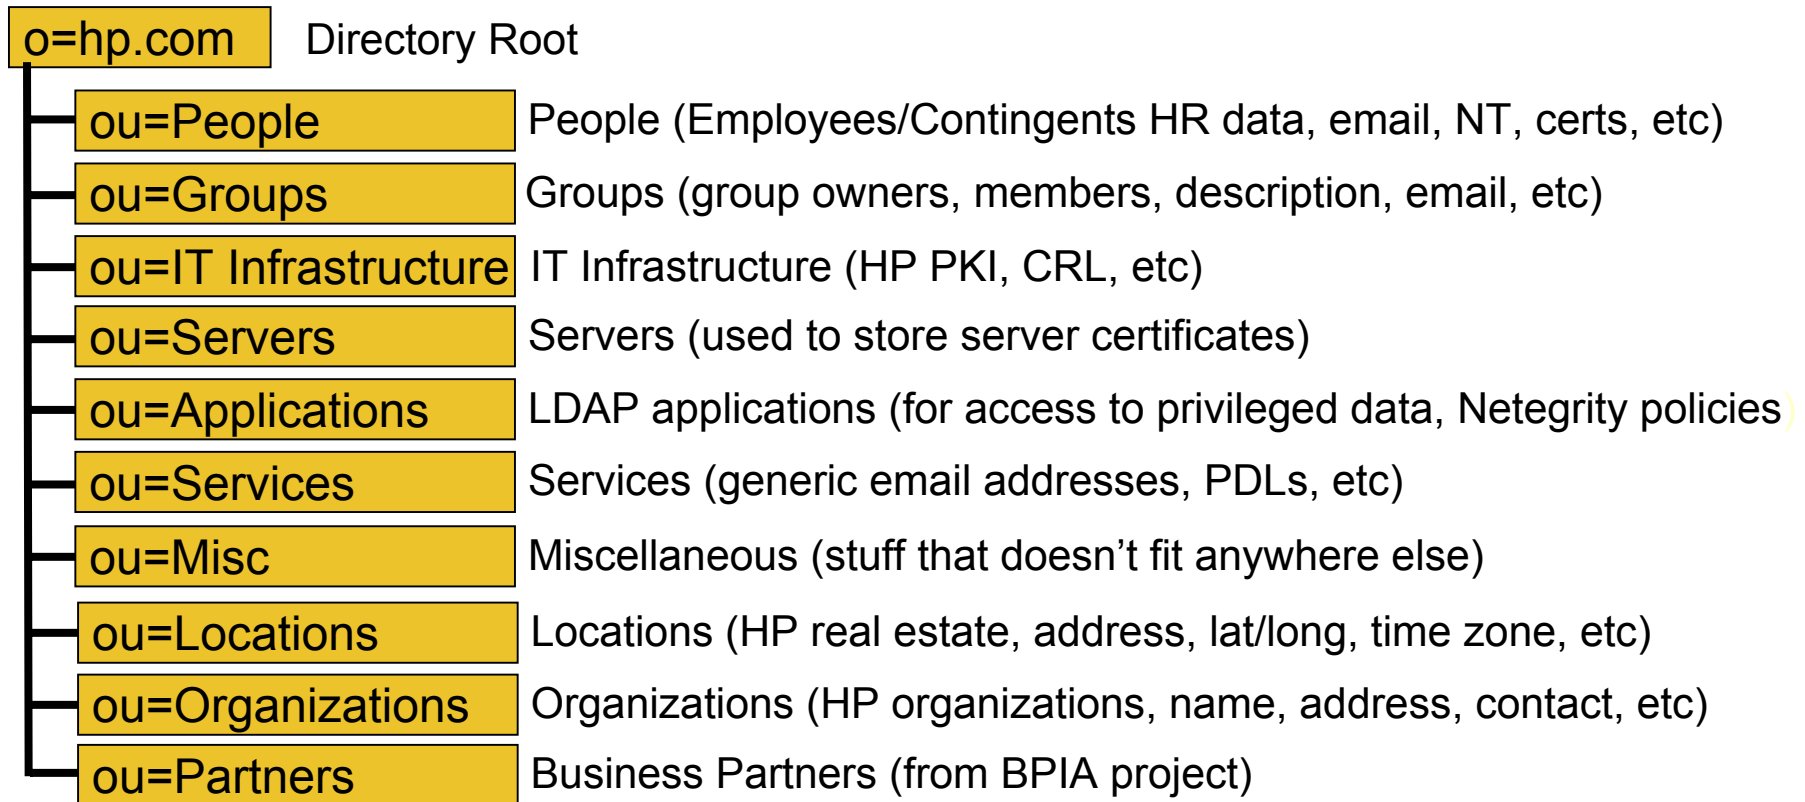 o=hp.com Directory Root
ou=People People (Employees/Contingents HR data, email, NT, certs, etc)
ou=Groups Groups (group owners, members, description, email, etc)
ou=IT Infrastructure IT Infrastructure (HP PKI, CRL, etc)
ou=Servers Servers (used to store server certificates)
ou=Applications LDAP applications (for access to privileged data, Netegrity policies)
ou=Services Services (generic email addresses, PDLs, etc)
ou=Misc Miscellaneous (stuff that doesn’t fit anywhere else)
ou=Locations Locations (HP real estate, address, lat/long, time zone, etc)
ou=Organizations Organizations (HP organizations, name, address, contact, etc)
ou=Partners Business Partners (from BPIA project)